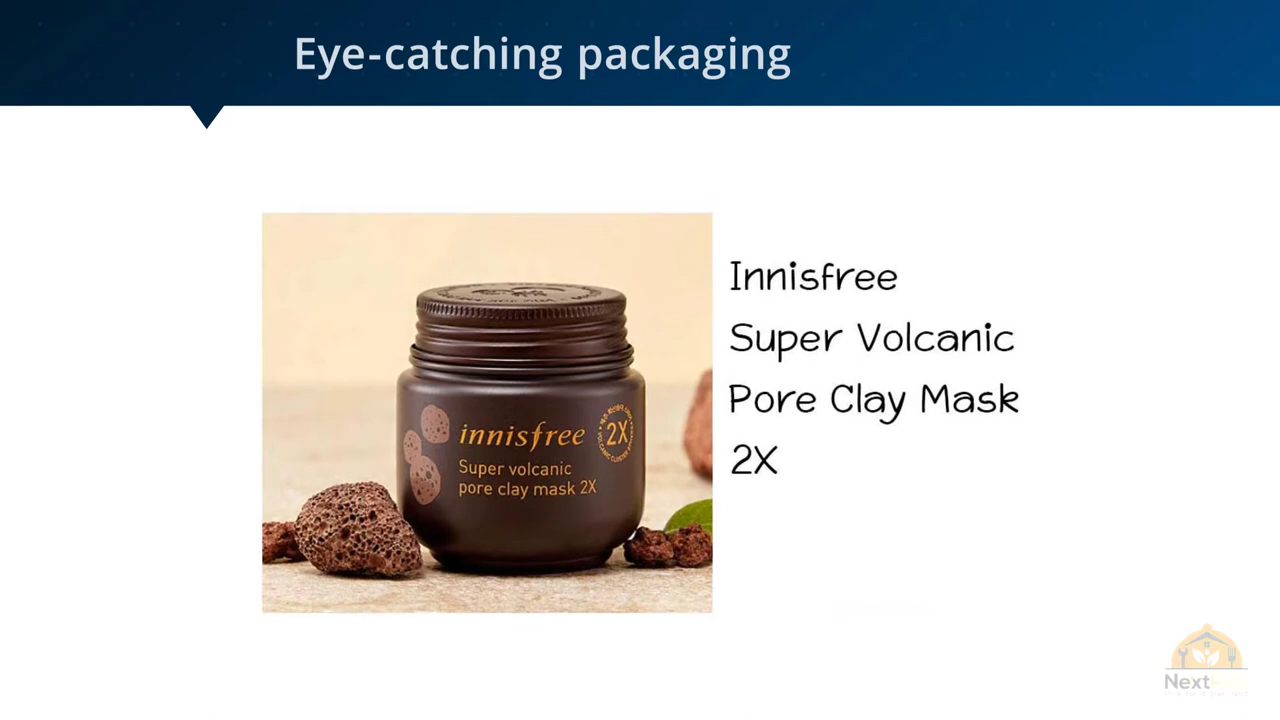 Eye-catching packaging
Innisfree
Super Volcanic
Pore Clay Mask
2X
innisfree
2X
Super volcanic
pore clay mask 2X
Next